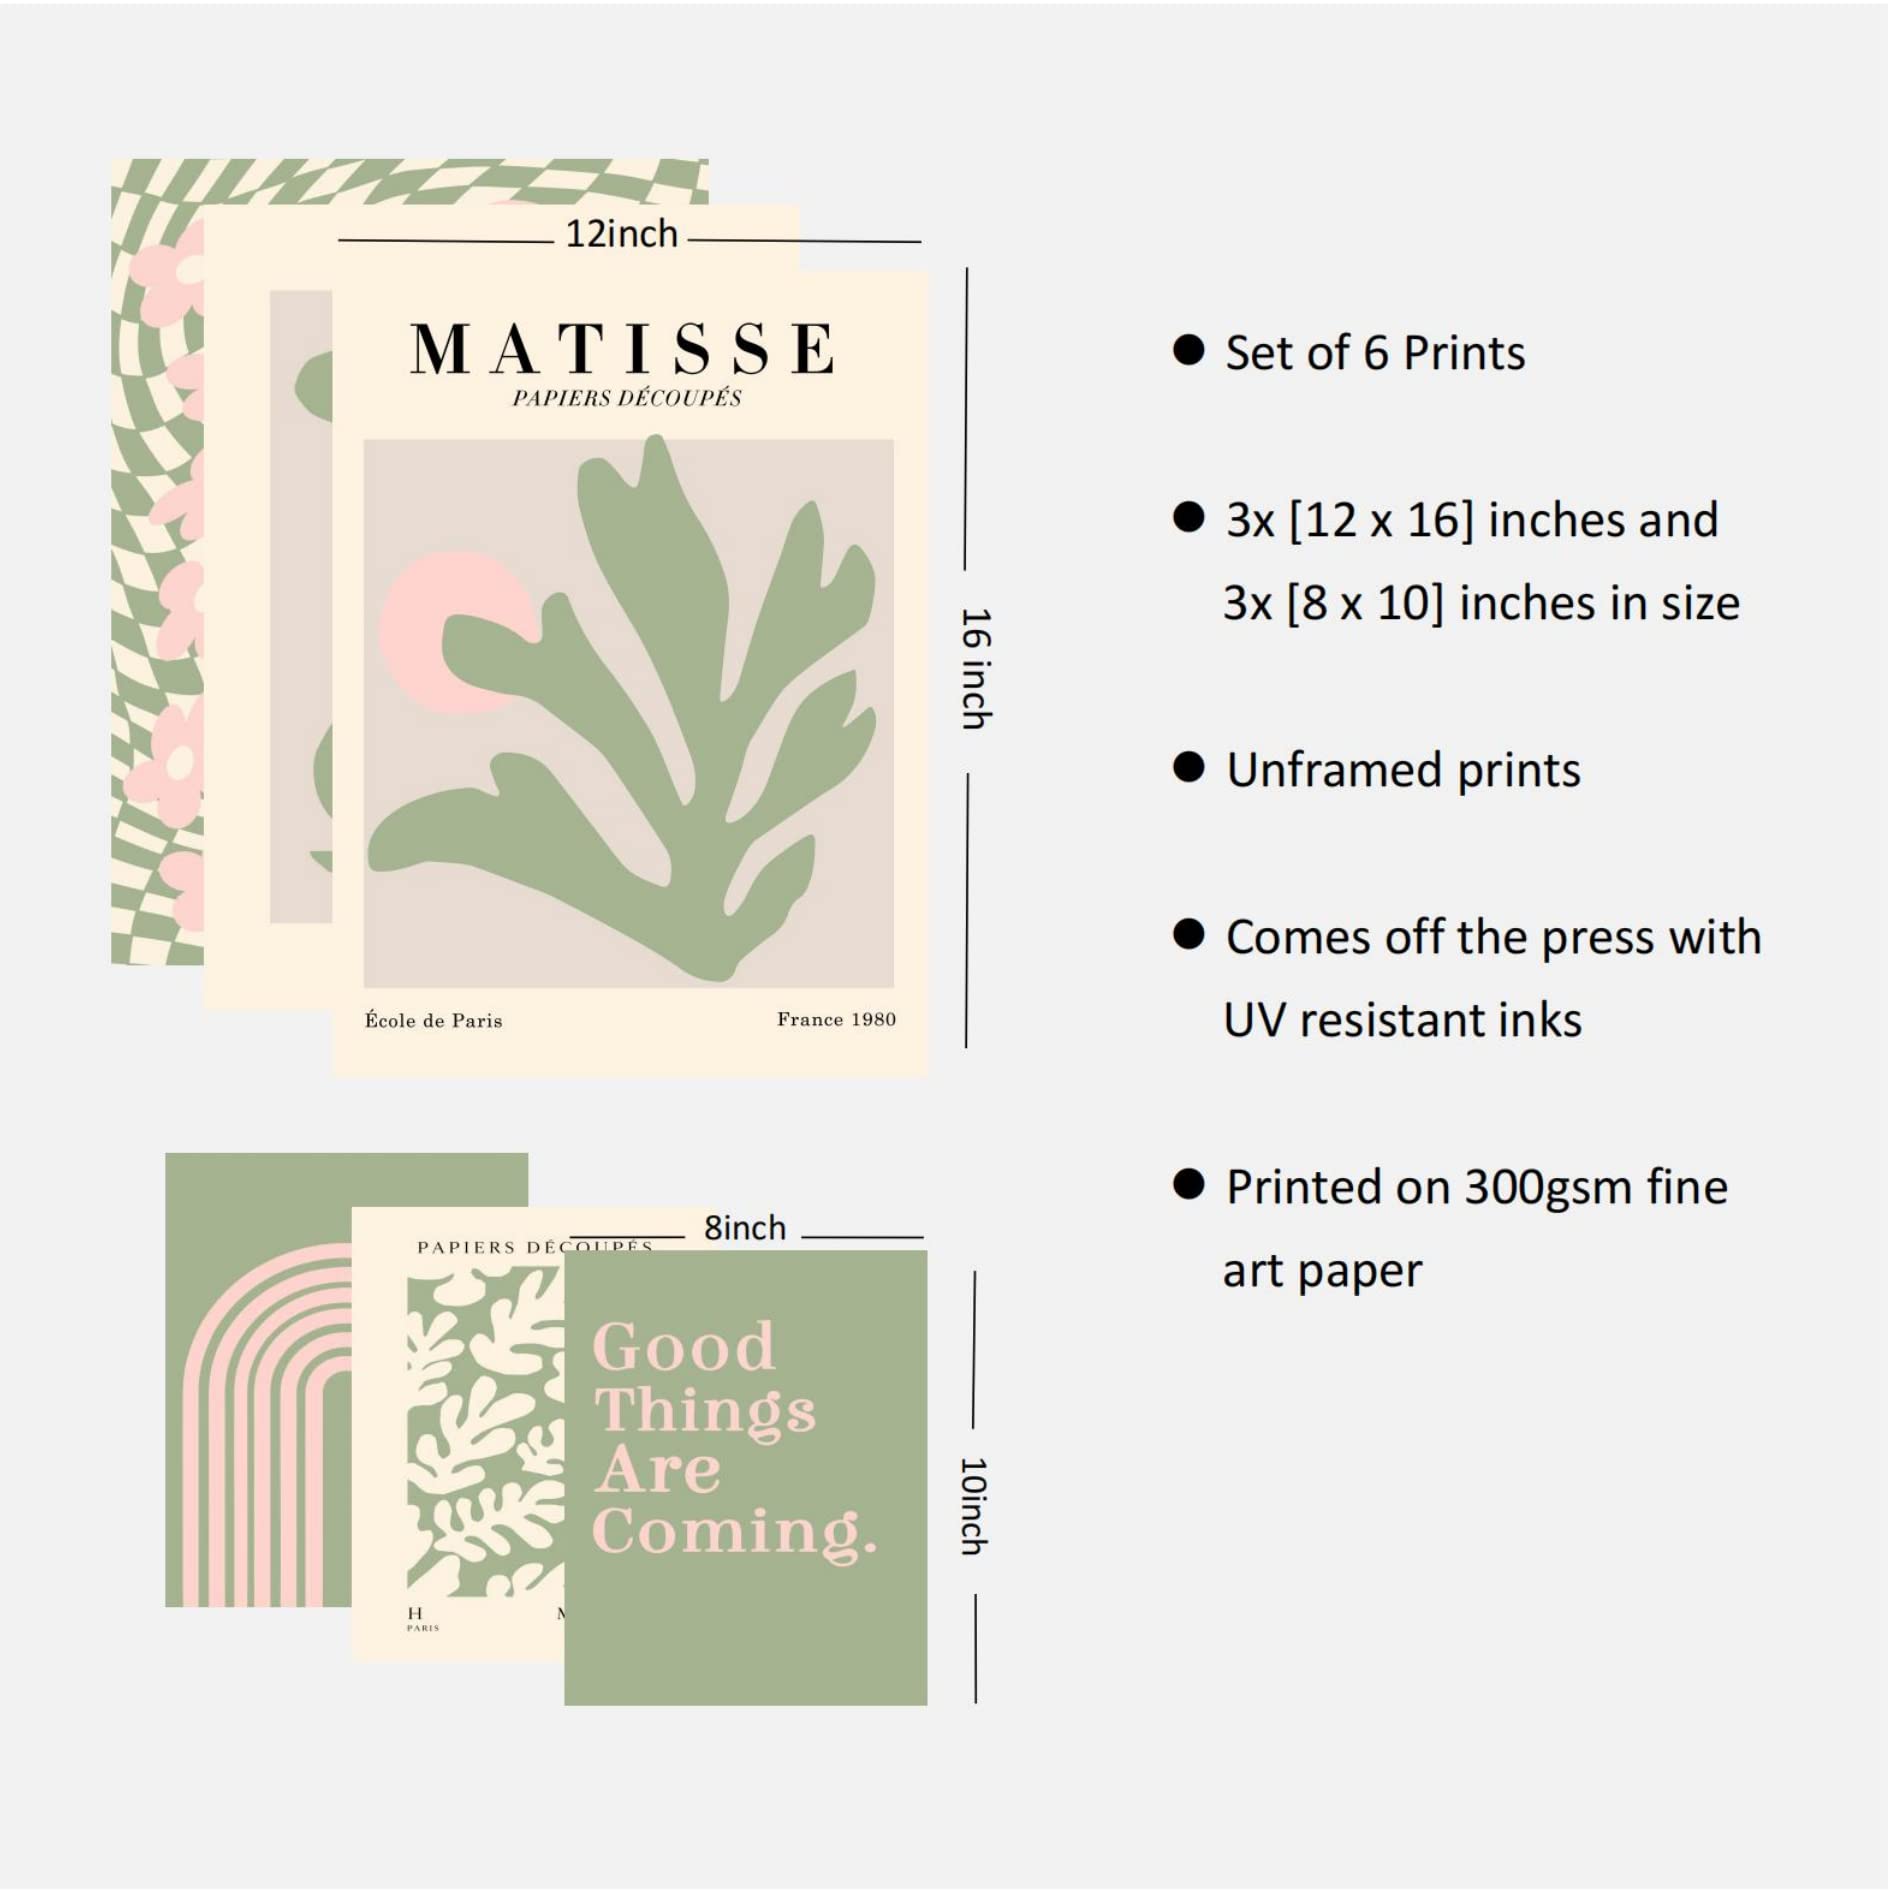 12inch
MATISSE
PAPIERS DÉCOUPÉS
16 inch
École de Paris
France 1980
PAPIERS DÉCOUPÉS
8inch
Good
Things
Are
Coming.
10inch
H
PARIS
● Set of 6 Prints
● 3x [12 x 16] inches and
3x [8 x 10] inches in size
● Unframed prints
● Comes off the press with
UV resistant inks
● Printed on 300gsm fine
art paper